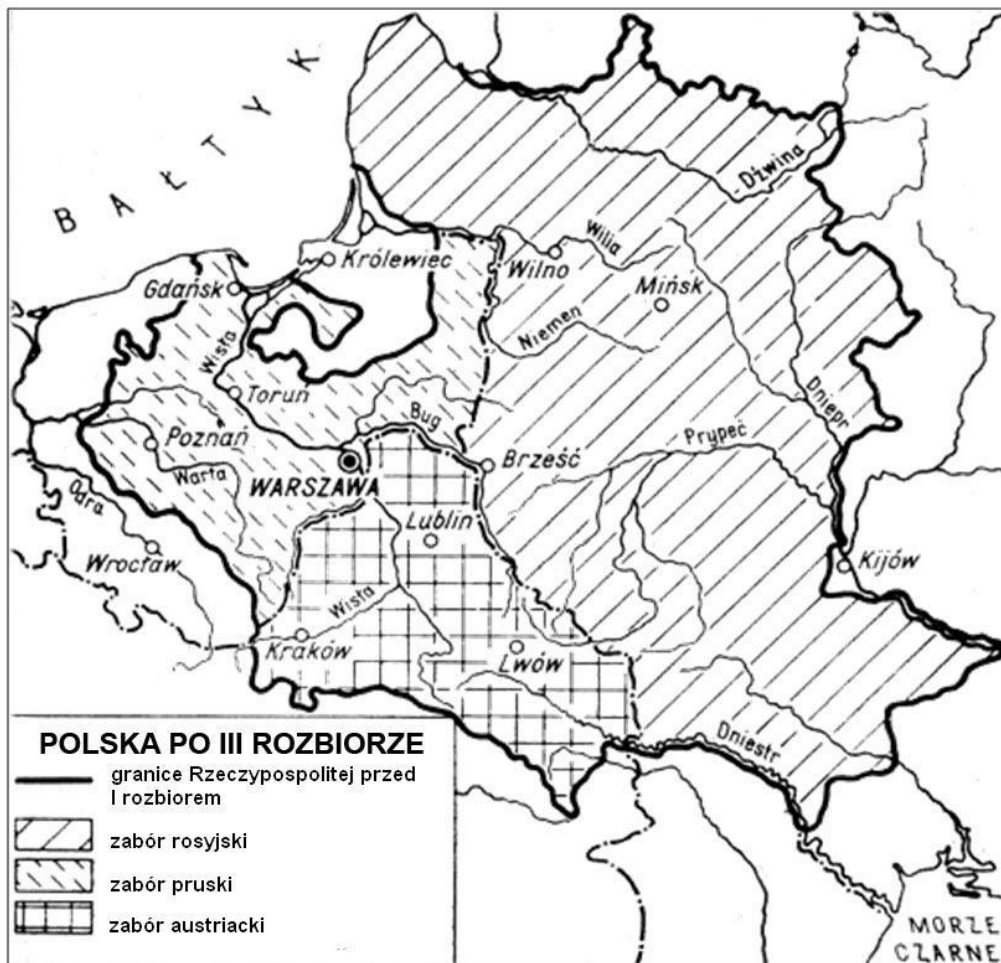 BAŁTYK
Dźwina
Królewiec
Wilia
Wilno
Gdańsk
Mińsk
Niemen
Wisła
Toruń
Dniepr
Bug
Poznań
Prypeć
Brześć
Warta
WARSZAWA
Odra
Lublin
Wrocław
Kijów
Wisła
Kraków
Lwów
Dniestr
POLSKA PO III ROZBIORZE
granice Rzeczypospolitej przed
I rozbiorem
zabór rosyjski
zabór pruski
zabór austriacki
MORZE
CZARNE